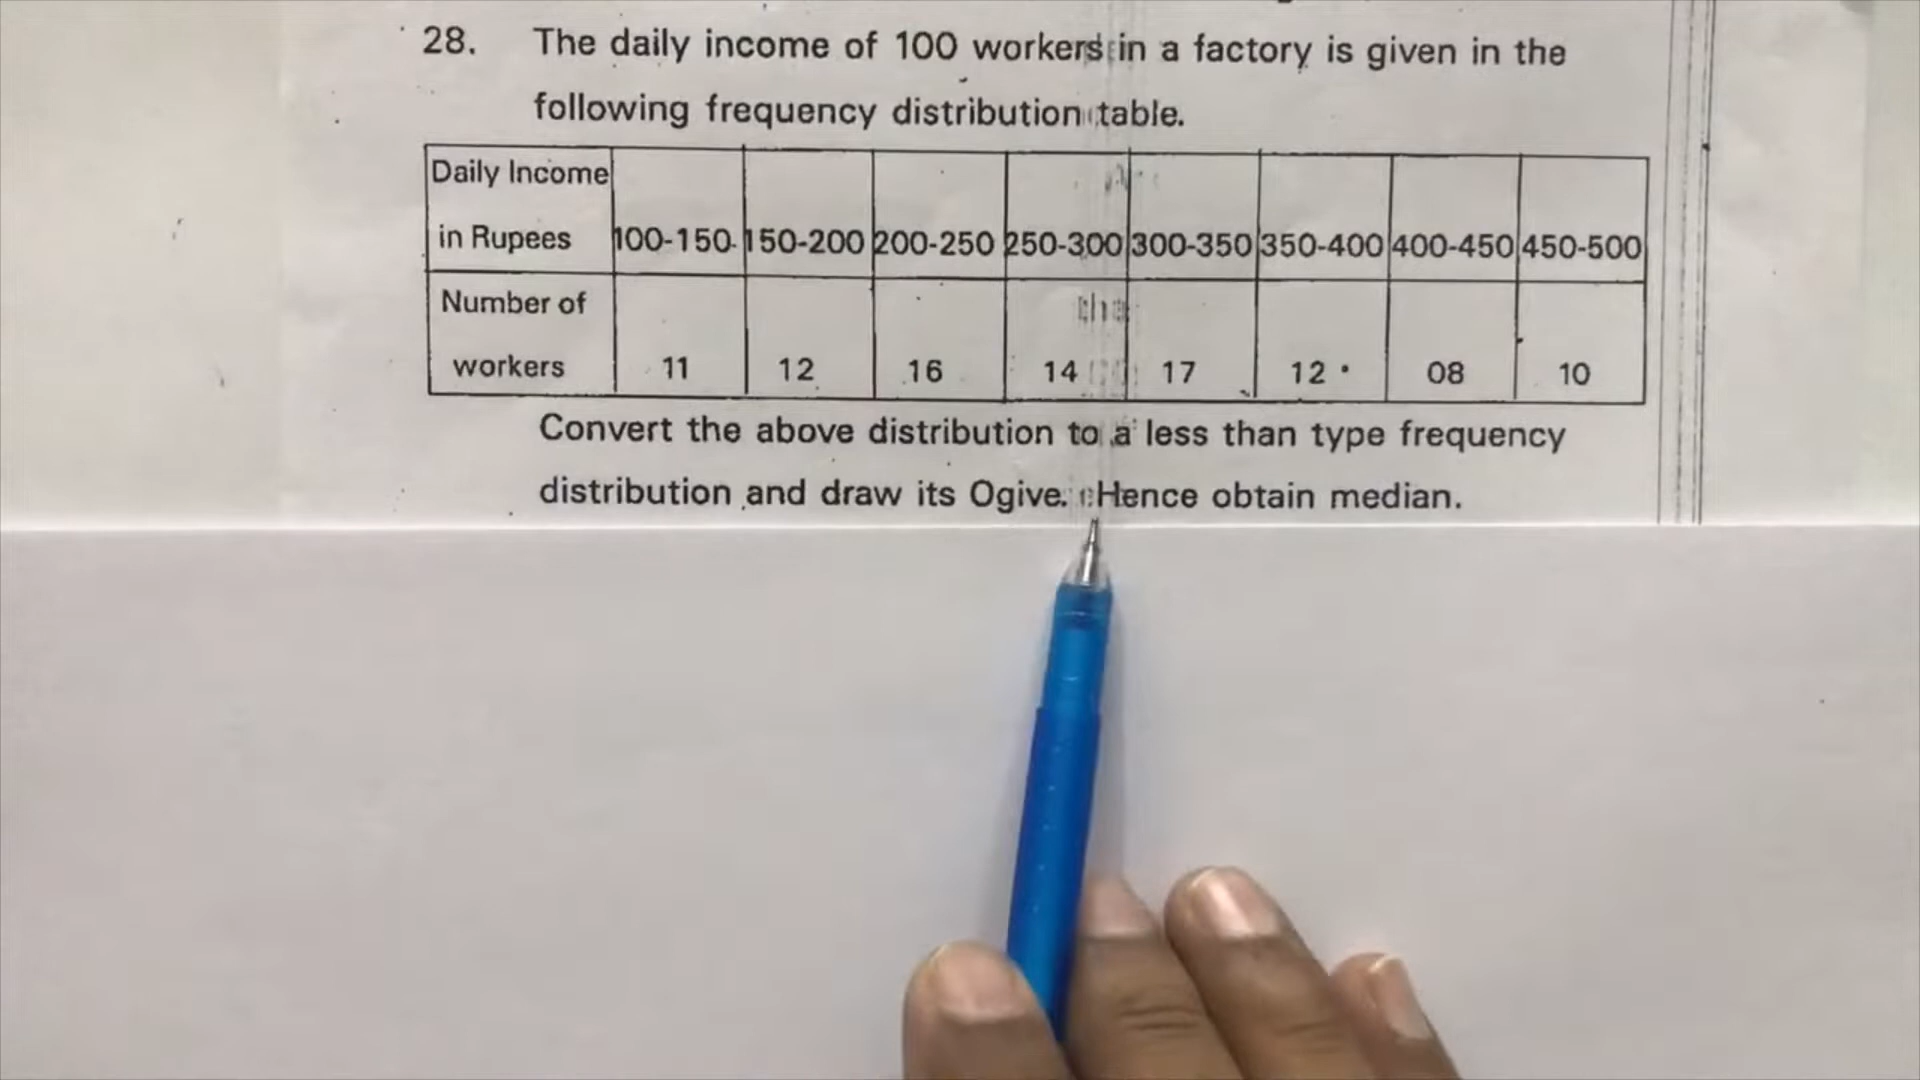 28. The daily income of 100 workers in a factory is given in the
following frequency distribution table.
Daily Income
in Rupees 100-150 150-200 200-250 250-300 300-350 350-400 400-450 450-500
Number of
workers 11 12 16 14 17 12 08 10
Convert the above distribution to a less than type frequency
distribution and draw its Ogive. Hence obtain median.